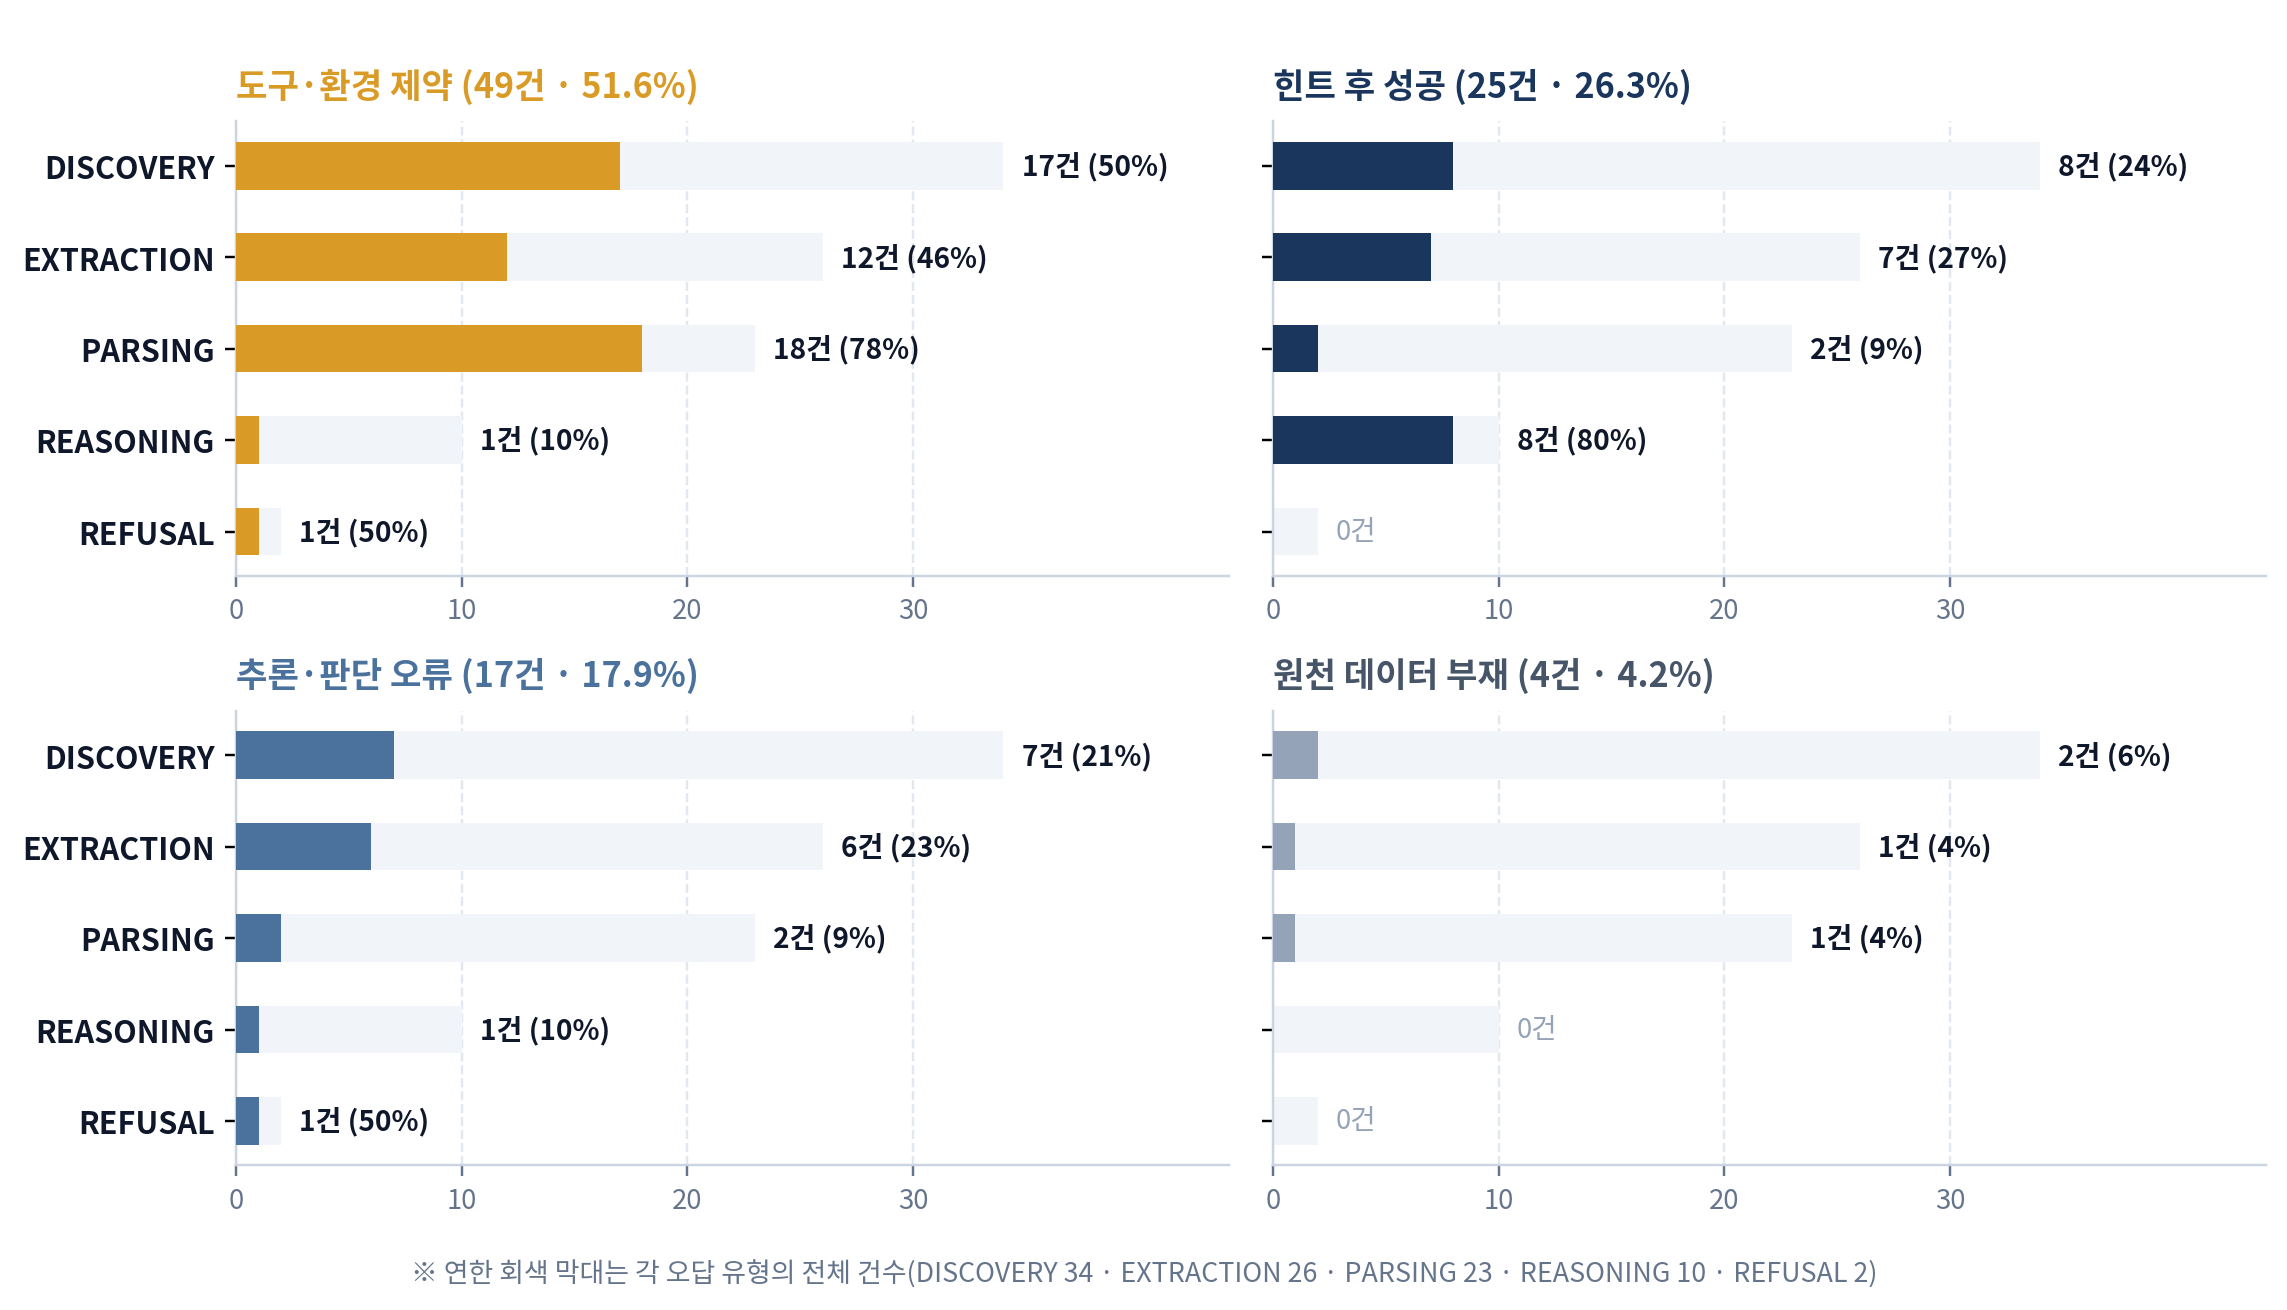 도구·환경 제약 (49건 · 51.6%)
DISCOVERY 17건 (50%)
EXTRACTION 12건 (46%)
PARSING 18건 (78%)
REASONING 1건 (10%)
REFUSAL 1건 (50%)
0 10 20 30
힌트 후 성공 (25건 · 26.3%)
8건 (24%)
7건 (27%)
2건 (9%)
8건 (80%)
0건
0 10 20 30
추론·판단 오류 (17건 · 17.9%)
DISCOVERY 7건 (21%)
EXTRACTION 6건 (23%)
PARSING 2건 (9%)
REASONING 1건 (10%)
REFUSAL 1건 (50%)
0 10 20 30
원천 데이터 부재 (4건 · 4.2%)
2건 (6%)
1건 (4%)
1건 (4%)
0건
0건
0 10 20 30
※ 연한 회색 막대는 각 오답 유형의 전체 건수(DISCOVERY 34 · EXTRACTION 26 · PARSING 23 · REASONING 10 · REFUSAL 2)